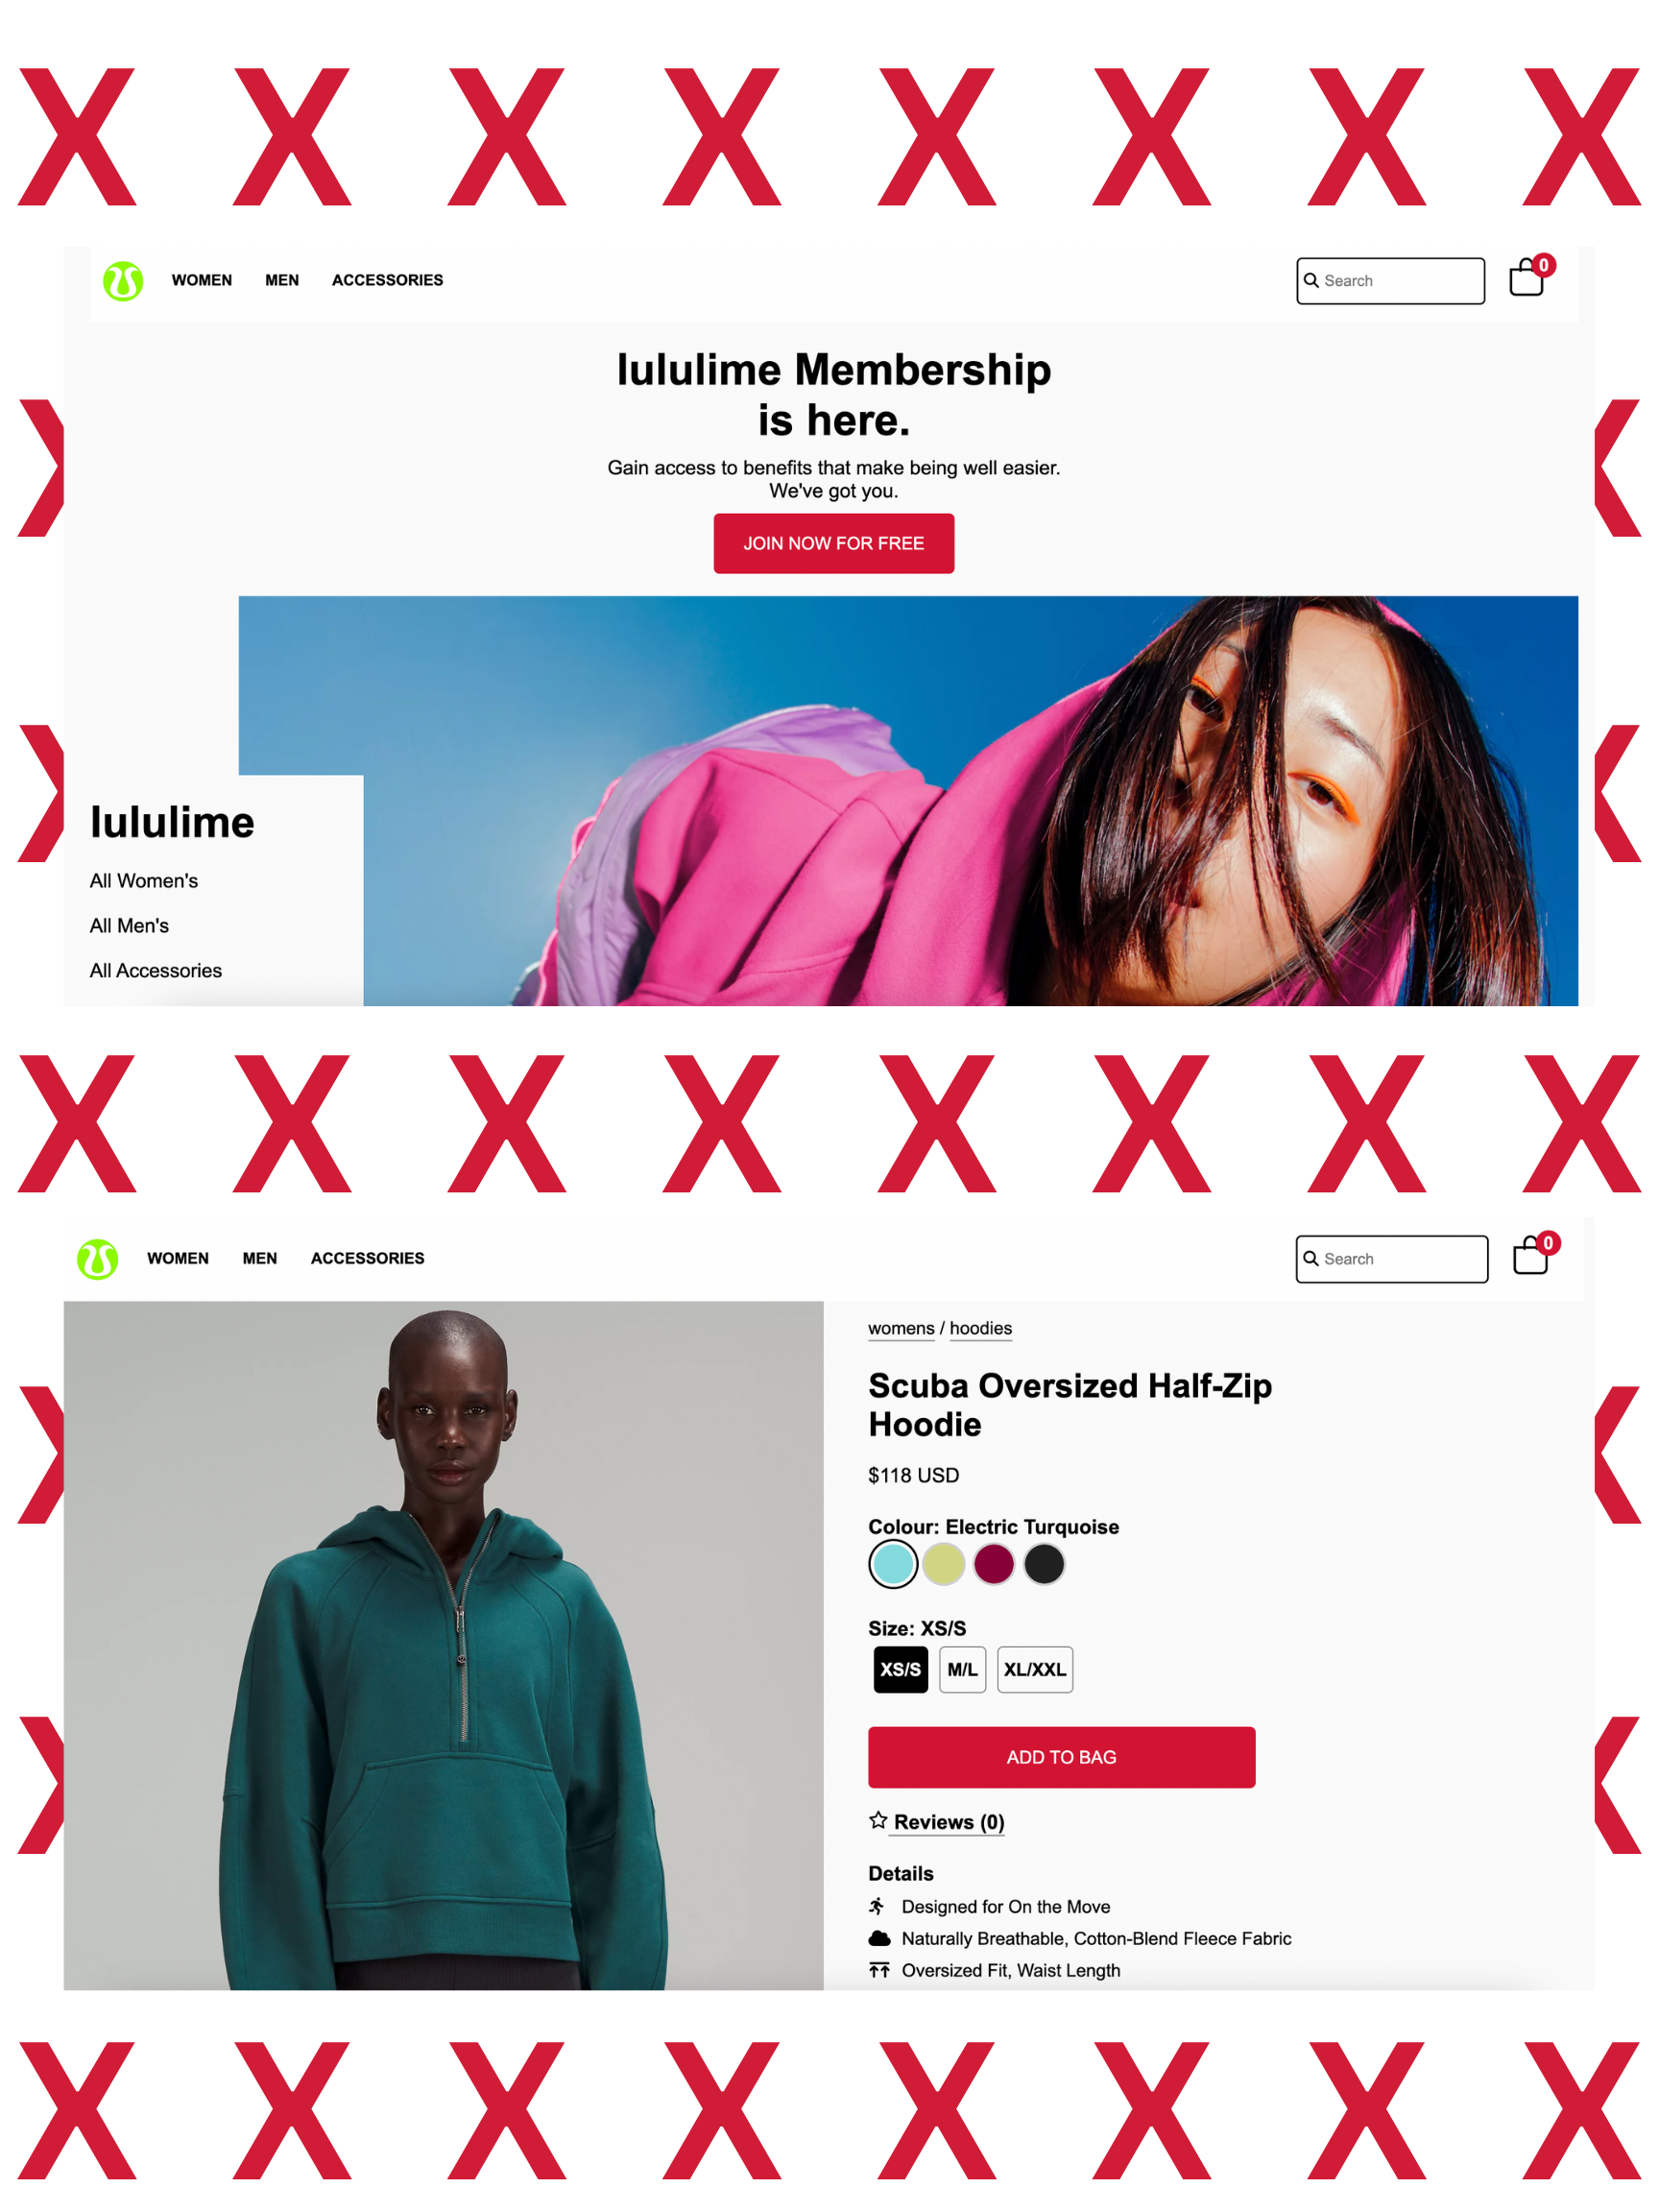 X X X X X X X X
WOMEN MEN ACCESSORIES Search 0
lululime Membership
is here.
Gain access to benefits that make being well easier.
We've got you.
JOIN NOW FOR FREE
X X
X X
lululime
All Women's
All Men's
All Accessories
X X X X X X X X
WOMEN MEN ACCESSORIES Search 0
womens / hoodies
Scuba Oversized Half-Zip
Hoodie
$118 USD
Colour: Electric Turquoise
X X
Size: XS/S
XS/S M/L XL/XXL
ADD TO BAG
X X
Reviews (0)
Details
Designed for On the Move
Naturally Breathable, Cotton-Blend Fleece Fabric
Oversized Fit, Waist Length
X X X X X X X X